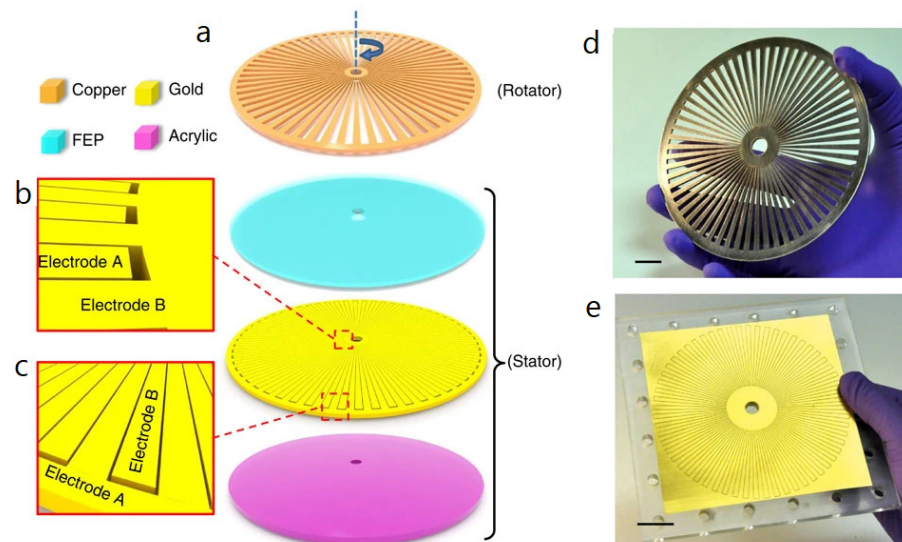 a
Copper
Gold
(Rotator)
FEP
Acrylic
b
Electrode A
Electrode B
c
Electrode B
Electrode A
(Stator)
d
e